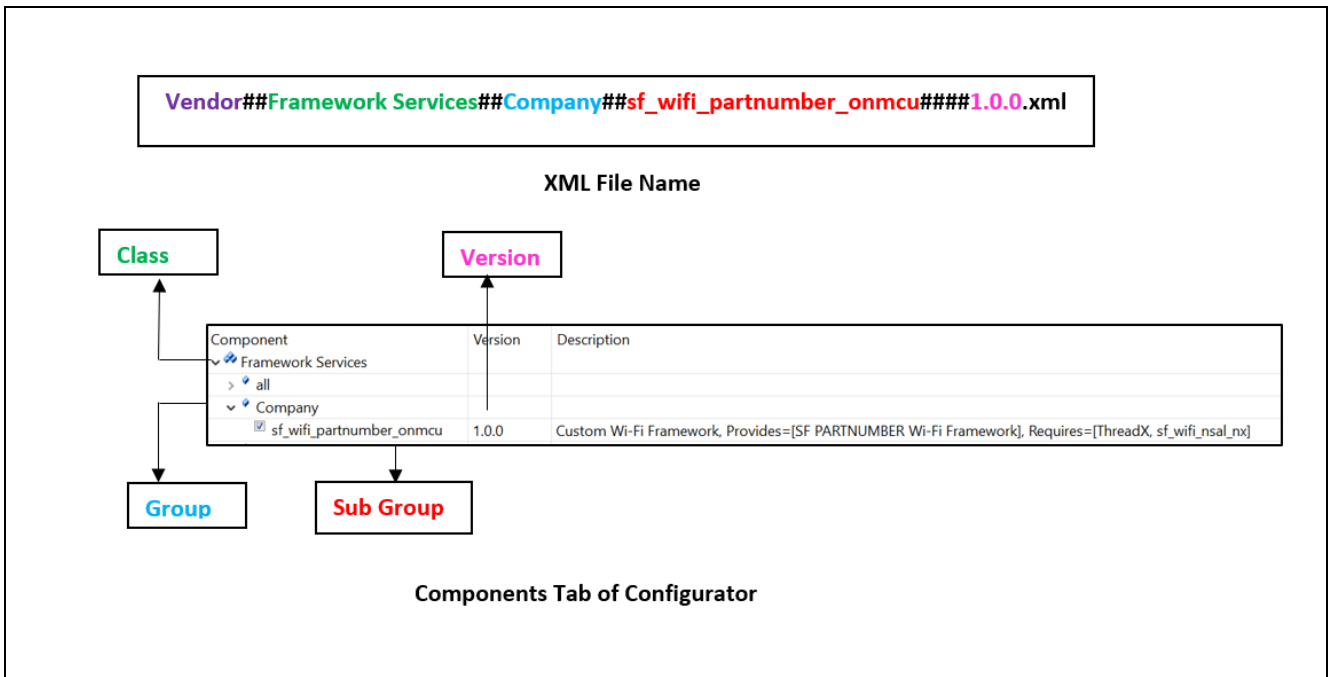 Vendor##Framework Services##Company##sf_wifi_partnumber_onmcu####1.0.0.xml
XML File Name
Class
Version
Component Version Description
Framework Services
all
Company
sf_wifi_partnumber_onmcu 1.0.0 Custom Wi-Fi Framework, Provides=[SF PARTNUMBER Wi-Fi Framework], Requires=[ThreadX, sf_wifi_nsal_nx]
Group
Sub Group
Components Tab of Configurator